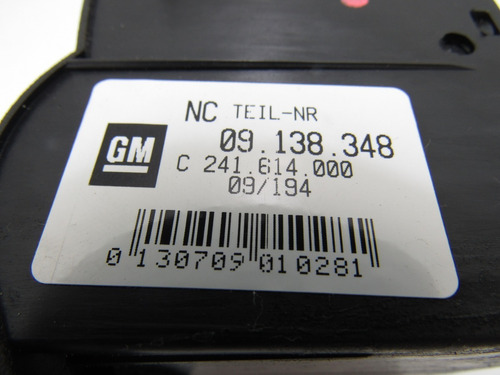 NC TEIL-NR
GM
09.138.348
C 241.614.000
09/194
0 130709 010281